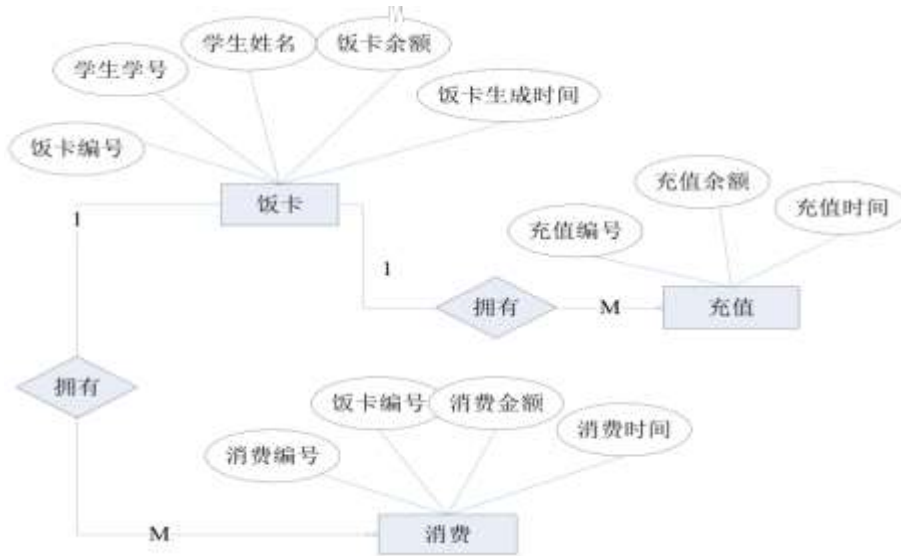 M
学生姓名
饭卡余额
学生学号
饭卡生成时间
饭卡编号
饭卡
充值余额
充值时间
充值编号
1
1
拥有
M
充值
拥有
饭卡编号
消费金额
消费时间
消费编号
M
消费